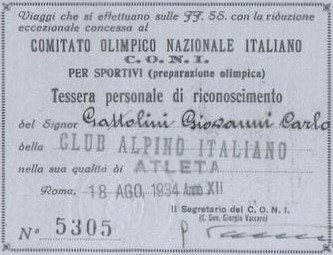 Viaggi che si effettuano sulle FF. SS. con la riduzione
eccezionale concessa al
COMITATO OLIMPICO NAZIONALE ITALIANO
C. O. N. I.
PER SPORTIVI (preparazione olimpica)
Tessera personale di riconoscimento
del Signor Gattolini Giovanni Carlo
della CLUB ALPINO ITALIANO
nella sua qualità di ATLETA
Roma, 18 AGO. 1934 Anno XII
Il Segretario del C. O. N. I.
(C. Sen. Giorgio Vaccaro)
N° 5305